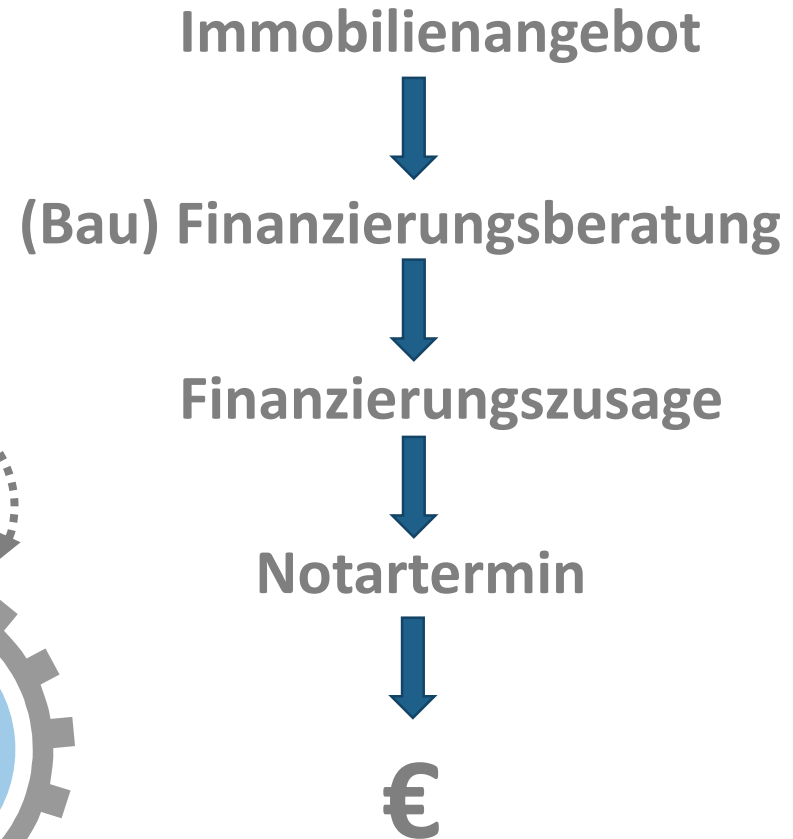 Immobilienangebot
(Bau) Finanzierungsberatung
Finanzierungszusage
Notartermin
€